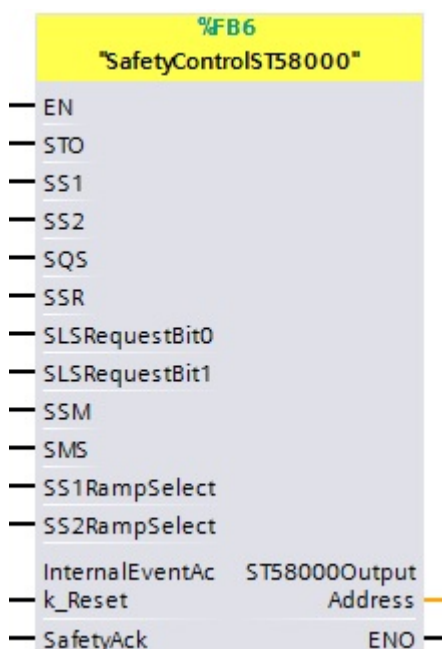 %FB6
"SafetyControlST58000"
EN
STO
SS1
SS2
SQS
SSR
SLSRequestBit0
SLSRequestBit1
SSM
SMS
SS1RampSelect
SS2RampSelect
InternalEventAc ST58000Output
k_Reset Address
SafetyAck ENO